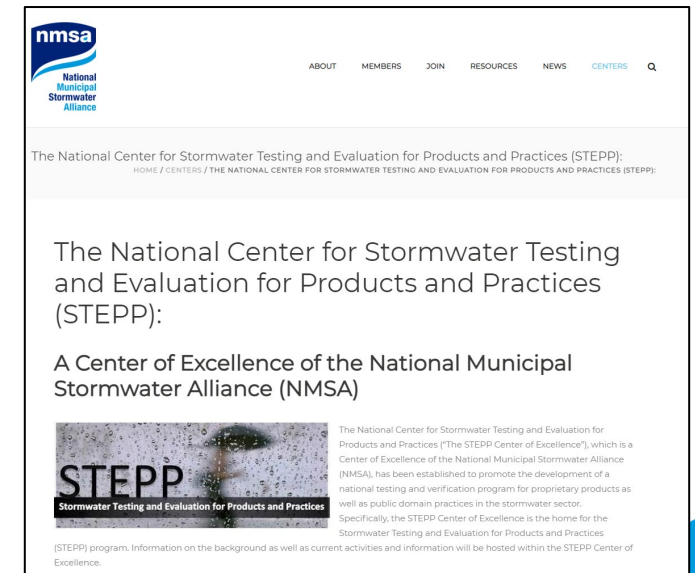 nmsa
National
Municipal
Stormwater
Alliance
ABOUT MEMBERS JOIN RESOURCES NEWS CENTERS
The National Center for Stormwater Testing and Evaluation for Products and Practices (STEPP):
HOME / CENTERS / THE NATIONAL CENTER FOR STORMWATER TESTING AND EVALUATION FOR PRODUCTS AND PRACTICES (STEPP):
The National Center for Stormwater Testing
and Evaluation for Products and Practices
(STEPP):
A Center of Excellence of the National Municipal
Stormwater Alliance (NMSA)
STEPP
Stormwater Testing and Evaluation for Products and Practices
The National Center for Stormwater Testing and Evaluation for
Products and Practices ("The STEPP Center of Excellence"), which is a
Center of Excellence of the National Municipal Stormwater Alliance
(NMSA), has been established to promote the development of a
national testing and verification program for proprietary products as
well as public domain practices in the stormwater sector.
Specifically, the STEPP Center of Excellence is the home for the
Stormwater Testing and Evaluation for Products and Practices
(STEPP) program. Information on the background as well as current activities and information will be hosted within the STEPP Center of
Excellence.